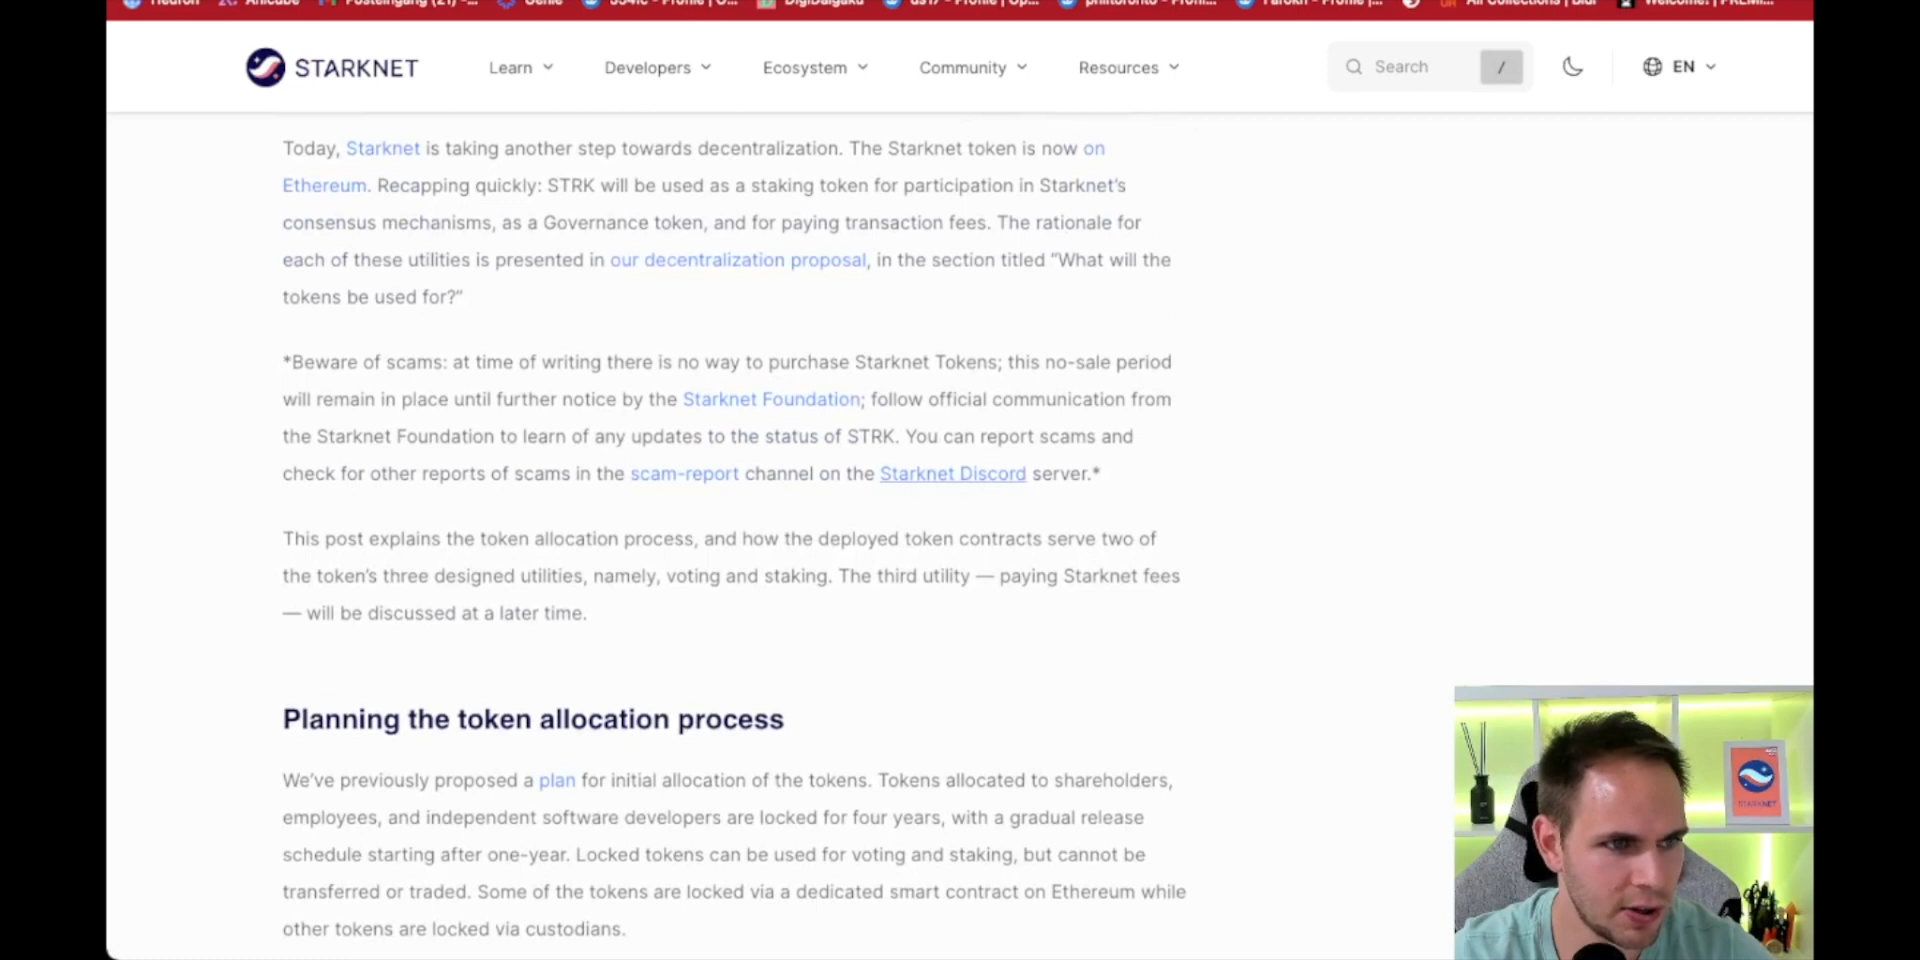 Hedron Anicube Posteingang (21) -... Genie DigiDaigaku
All Collections | Blur Welcome! | PREMI...
STARKNET Learn Developers Ecosystem Community Resources Search / EN
Today, Starknet is taking another step towards decentralization. The Starknet token is now on
Ethereum. Recapping quickly: STRK will be used as a staking token for participation in Starknet's
consensus mechanisms, as a Governance token, and for paying transaction fees. The rationale for
each of these utilities is presented in our decentralization proposal, in the section titled “What will the
tokens be used for?”
*Beware of scams: at time of writing there is no way to purchase Starknet Tokens; this no-sale period
will remain in place until further notice by the Starknet Foundation; follow official communication from
the Starknet Foundation to learn of any updates to the status of STRK. You can report scams and
check for other reports of scams in the scam-report channel on the Starknet Discord server.*
This post explains the token allocation process, and how the deployed token contracts serve two of
the token's three designed utilities, namely, voting and staking. The third utility — paying Starknet fees
— will be discussed at a later time.
Planning the token allocation process
We've previously proposed a plan for initial allocation of the tokens. Tokens allocated to shareholders,
employees, and independent software developers are locked for four years, with a gradual release
schedule starting after one-year. Locked tokens can be used for voting and staking, but cannot be
transferred or traded. Some of the tokens are locked via a dedicated smart contract on Ethereum while
other tokens are locked via custodians.
STARKNET